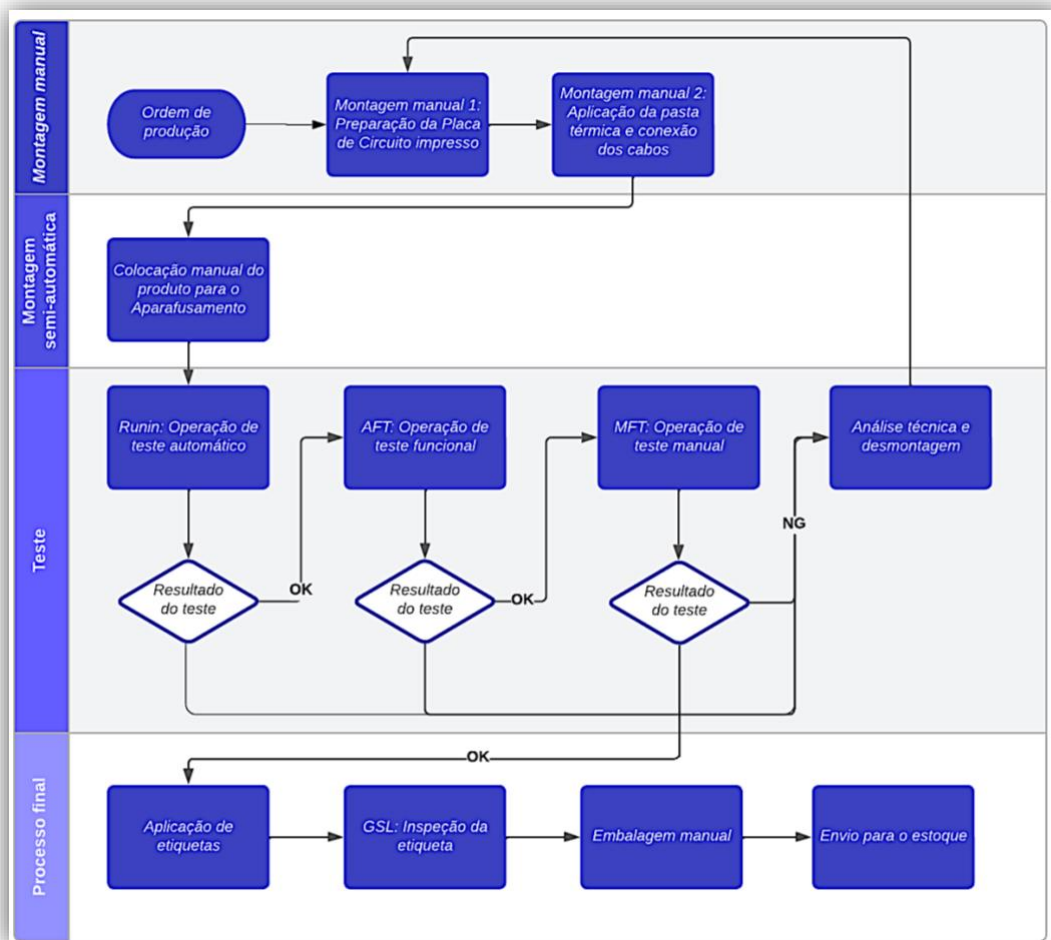 Montagem manual
Ordem de
produção
Montagem manual 1:
Preparação da Placa
de Circuito impresso
Montagem manual 2:
Aplicação da pasta
térmica e conexão
dos cabos
Montagem
semi-automática
Colocação manual do
produto para o
Aparafusamento
Teste
Runin: Operação de
teste automático
AFT: Operação de
teste funcional
MFT: Operação de
teste manual
Análise técnica e
desmontagem
NG
Resultado
do teste
OK
Resultado
do teste
OK
Resultado
do teste
OK
Processo final
Aplicação de
etiquetas
GSL: Inspeção da
etiqueta
Embalagem manual
Envio para o estoque